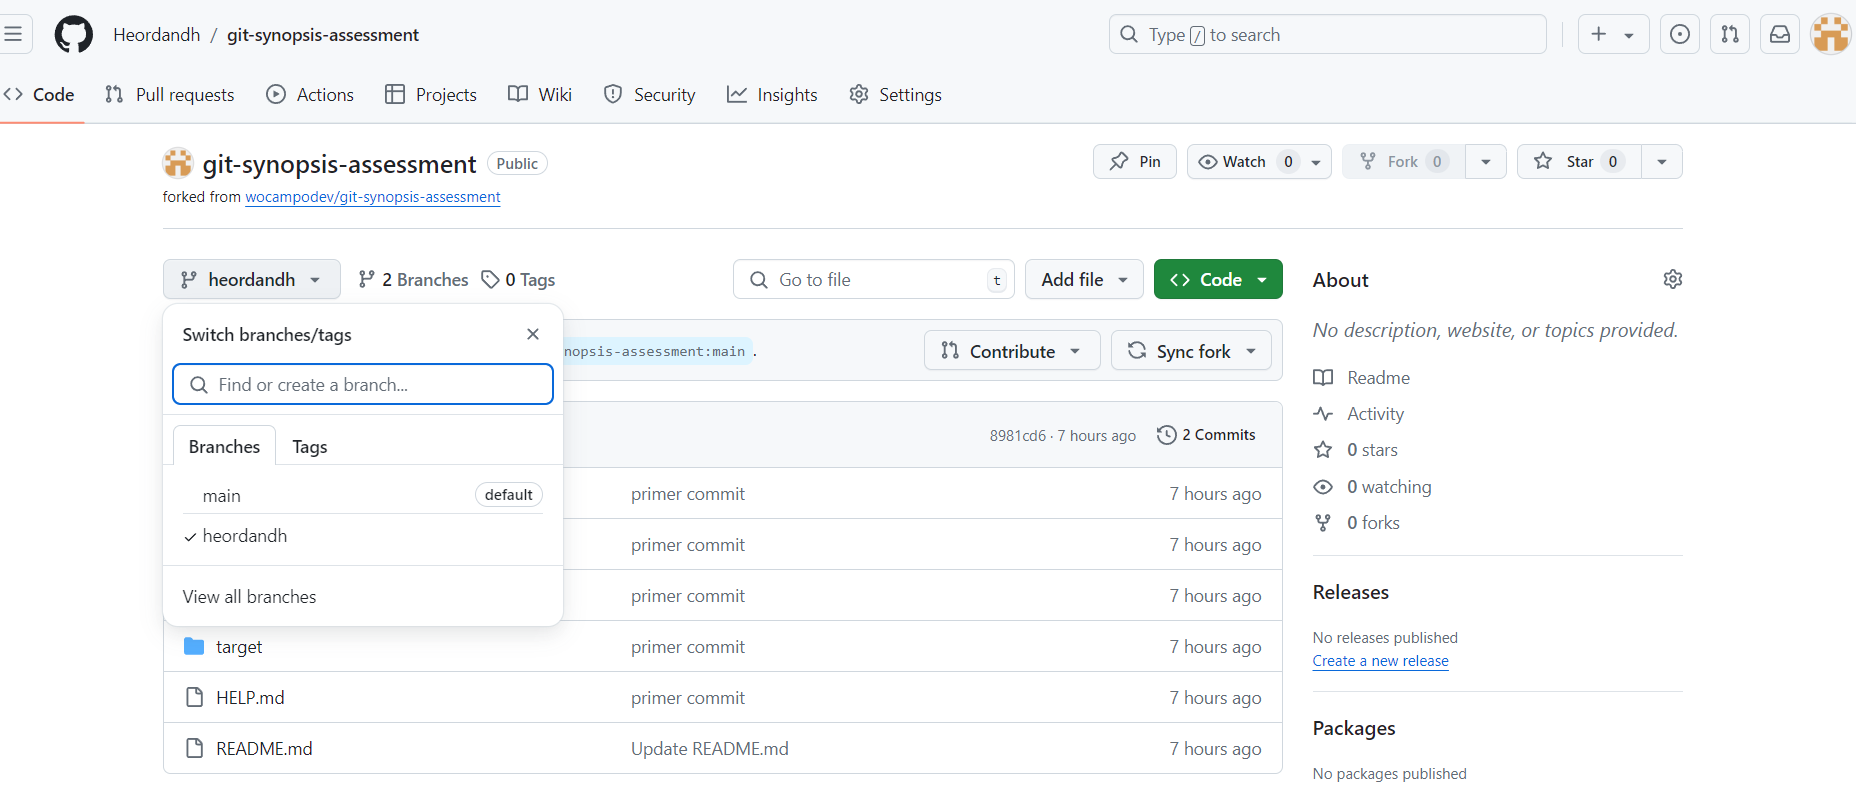 Heordandh / git-synopsis-assessment
Type / to search
Code Pull requests Actions Projects Wiki Security Insights Settings
git-synopsis-assessment Public
Pin Watch 0 Fork 0 Star 0
forked from wocampodev/git-synopsis-assessment
heordandh 2 Branches 0 Tags
Go to file t Add file Code
Switch branches/tags
Find or create a branch...
Branches Tags
main default
heordandh
View all branches
nopsis-assessment:main .
Contribute Sync fork
8981cd6 · 7 hours ago 2 Commits
primer commit 7 hours ago
primer commit 7 hours ago
primer commit 7 hours ago
target primer commit 7 hours ago
HELP.md primer commit 7 hours ago
README.md Update README.md 7 hours ago
About
No description, website, or topics provided.
Readme
Activity
0 stars
0 watching
0 forks
Releases
No releases published
Create a new release
Packages
No packages published